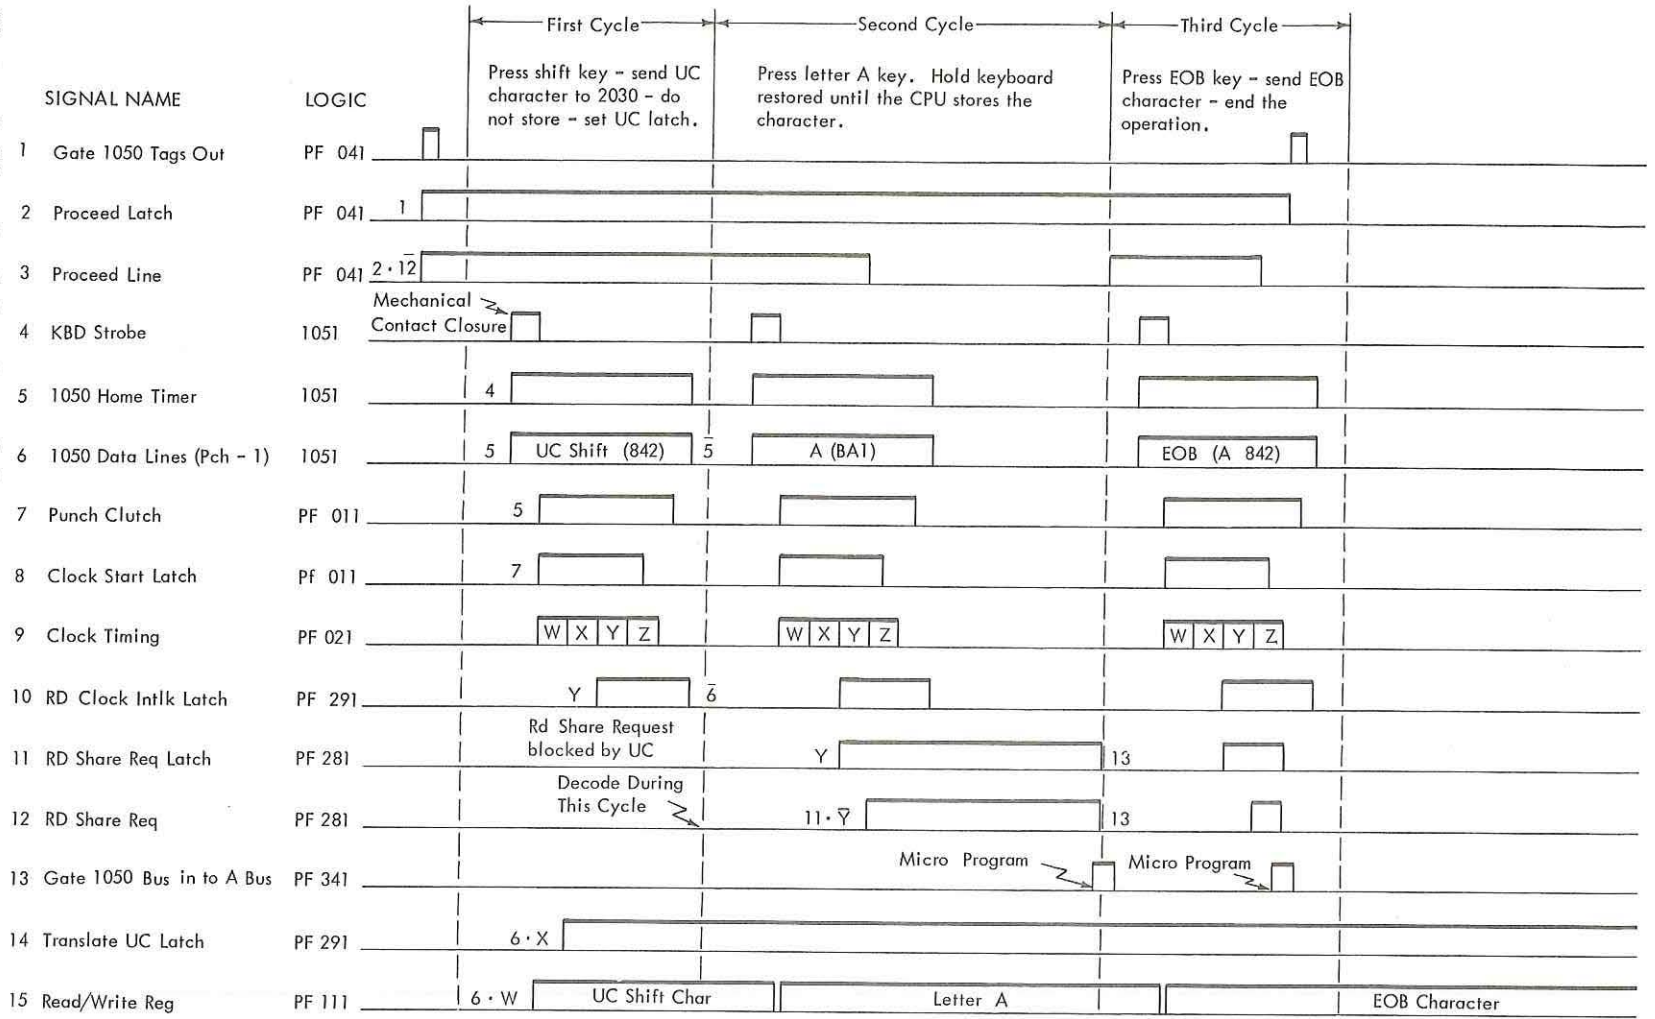 First Cycle
Second Cycle
Third Cycle
Press shift key - send UC
character to 2030 - do
not store - set UC latch.
Press letter A key. Hold keyboard
restored until the CPU stores the
character.
Press EOB key - send EOB
character - end the
operation.
SIGNAL NAME LOGIC
1 Gate 1050 Tags Out PF 041
2 Proceed Latch PF 041 1
3 Proceed Line PF 041 2 · 1̅2̅
Mechanical
Contact Closure
4 KBD Strobe 1051
5 1050 Home Timer 1051 4
6 1050 Data Lines (Pch - 1) 1051 5 UC Shift (842) 5̅ A (BA1) EOB (A 842)
7 Punch Clutch PF 011 5
8 Clock Start Latch Pf 011 7
9 Clock Timing PF 021 W X Y Z W X Y Z W X Y Z
10 RD Clock Intlk Latch PF 291 Y 6̅
Rd Share Request
blocked by UC
11 RD Share Req Latch PF 281 Y 13
Decode During
This Cycle
12 RD Share Req PF 281 11 · Y̅ 13
Micro Program Micro Program
13 Gate 1050 Bus in to A Bus PF 341
14 Translate UC Latch PF 291 6 · X
15 Read/Write Reg PF 111 6 · W UC Shift Char Letter A EOB Character